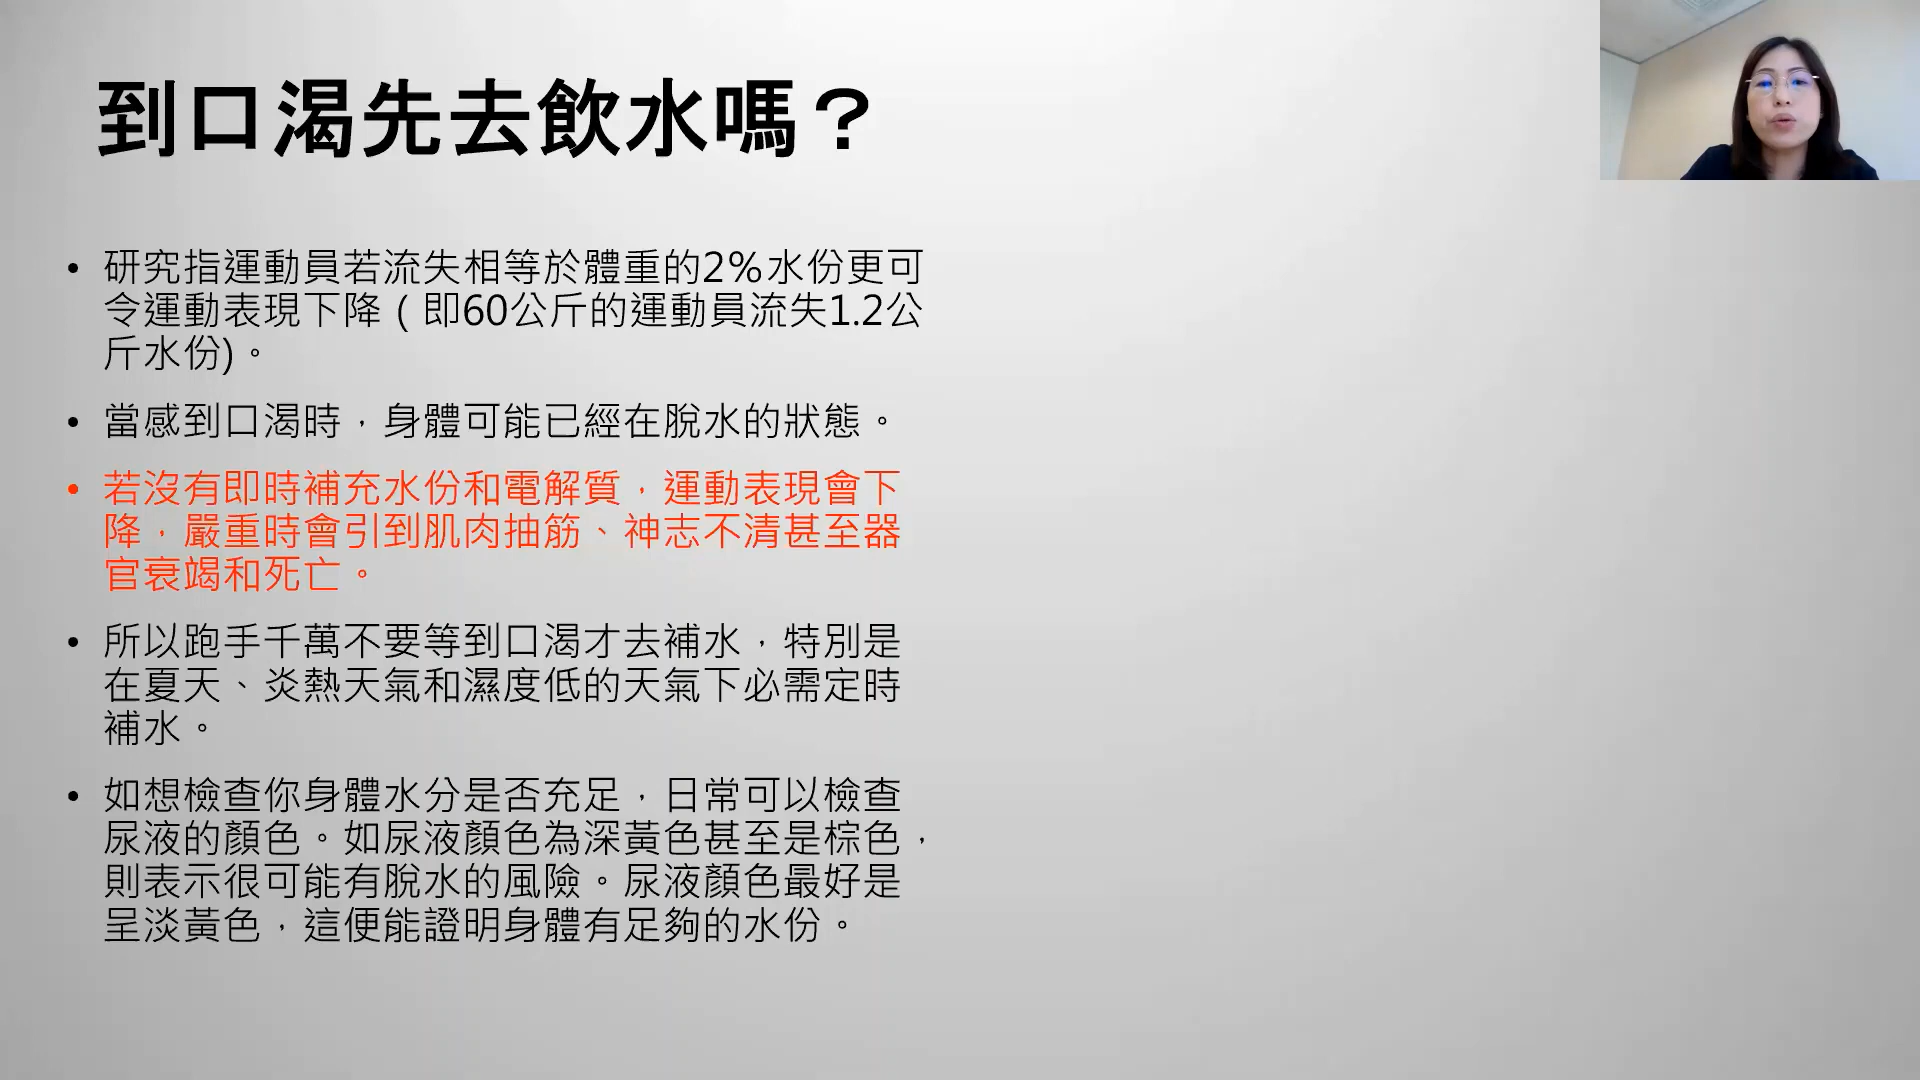 到口渴先去飲水嗎？
• 研究指運動員若流失相等於體重的2%水份更可
令運動表現下降（即60公斤的運動員流失1.2公
斤水份)。
• 當感到口渴時，身體可能已經在脫水的狀態。
• 若沒有即時補充水份和電解質，運動表現會下
降，嚴重時會引到肌肉抽筋、神志不清甚至器
官衰竭和死亡。
• 所以跑手千萬不要等到口渴才去補水，特別是
在夏天、炎熱天氣和濕度低的天氣下必需定時
補水。
• 如想檢查你身體水分是否充足，日常可以檢查
尿液的顏色。如尿液顏色為深黃色甚至是棕色，
則表示很可能有脫水的風險。尿液顏色最好是
呈淡黃色，這便能證明身體有足夠的水份。